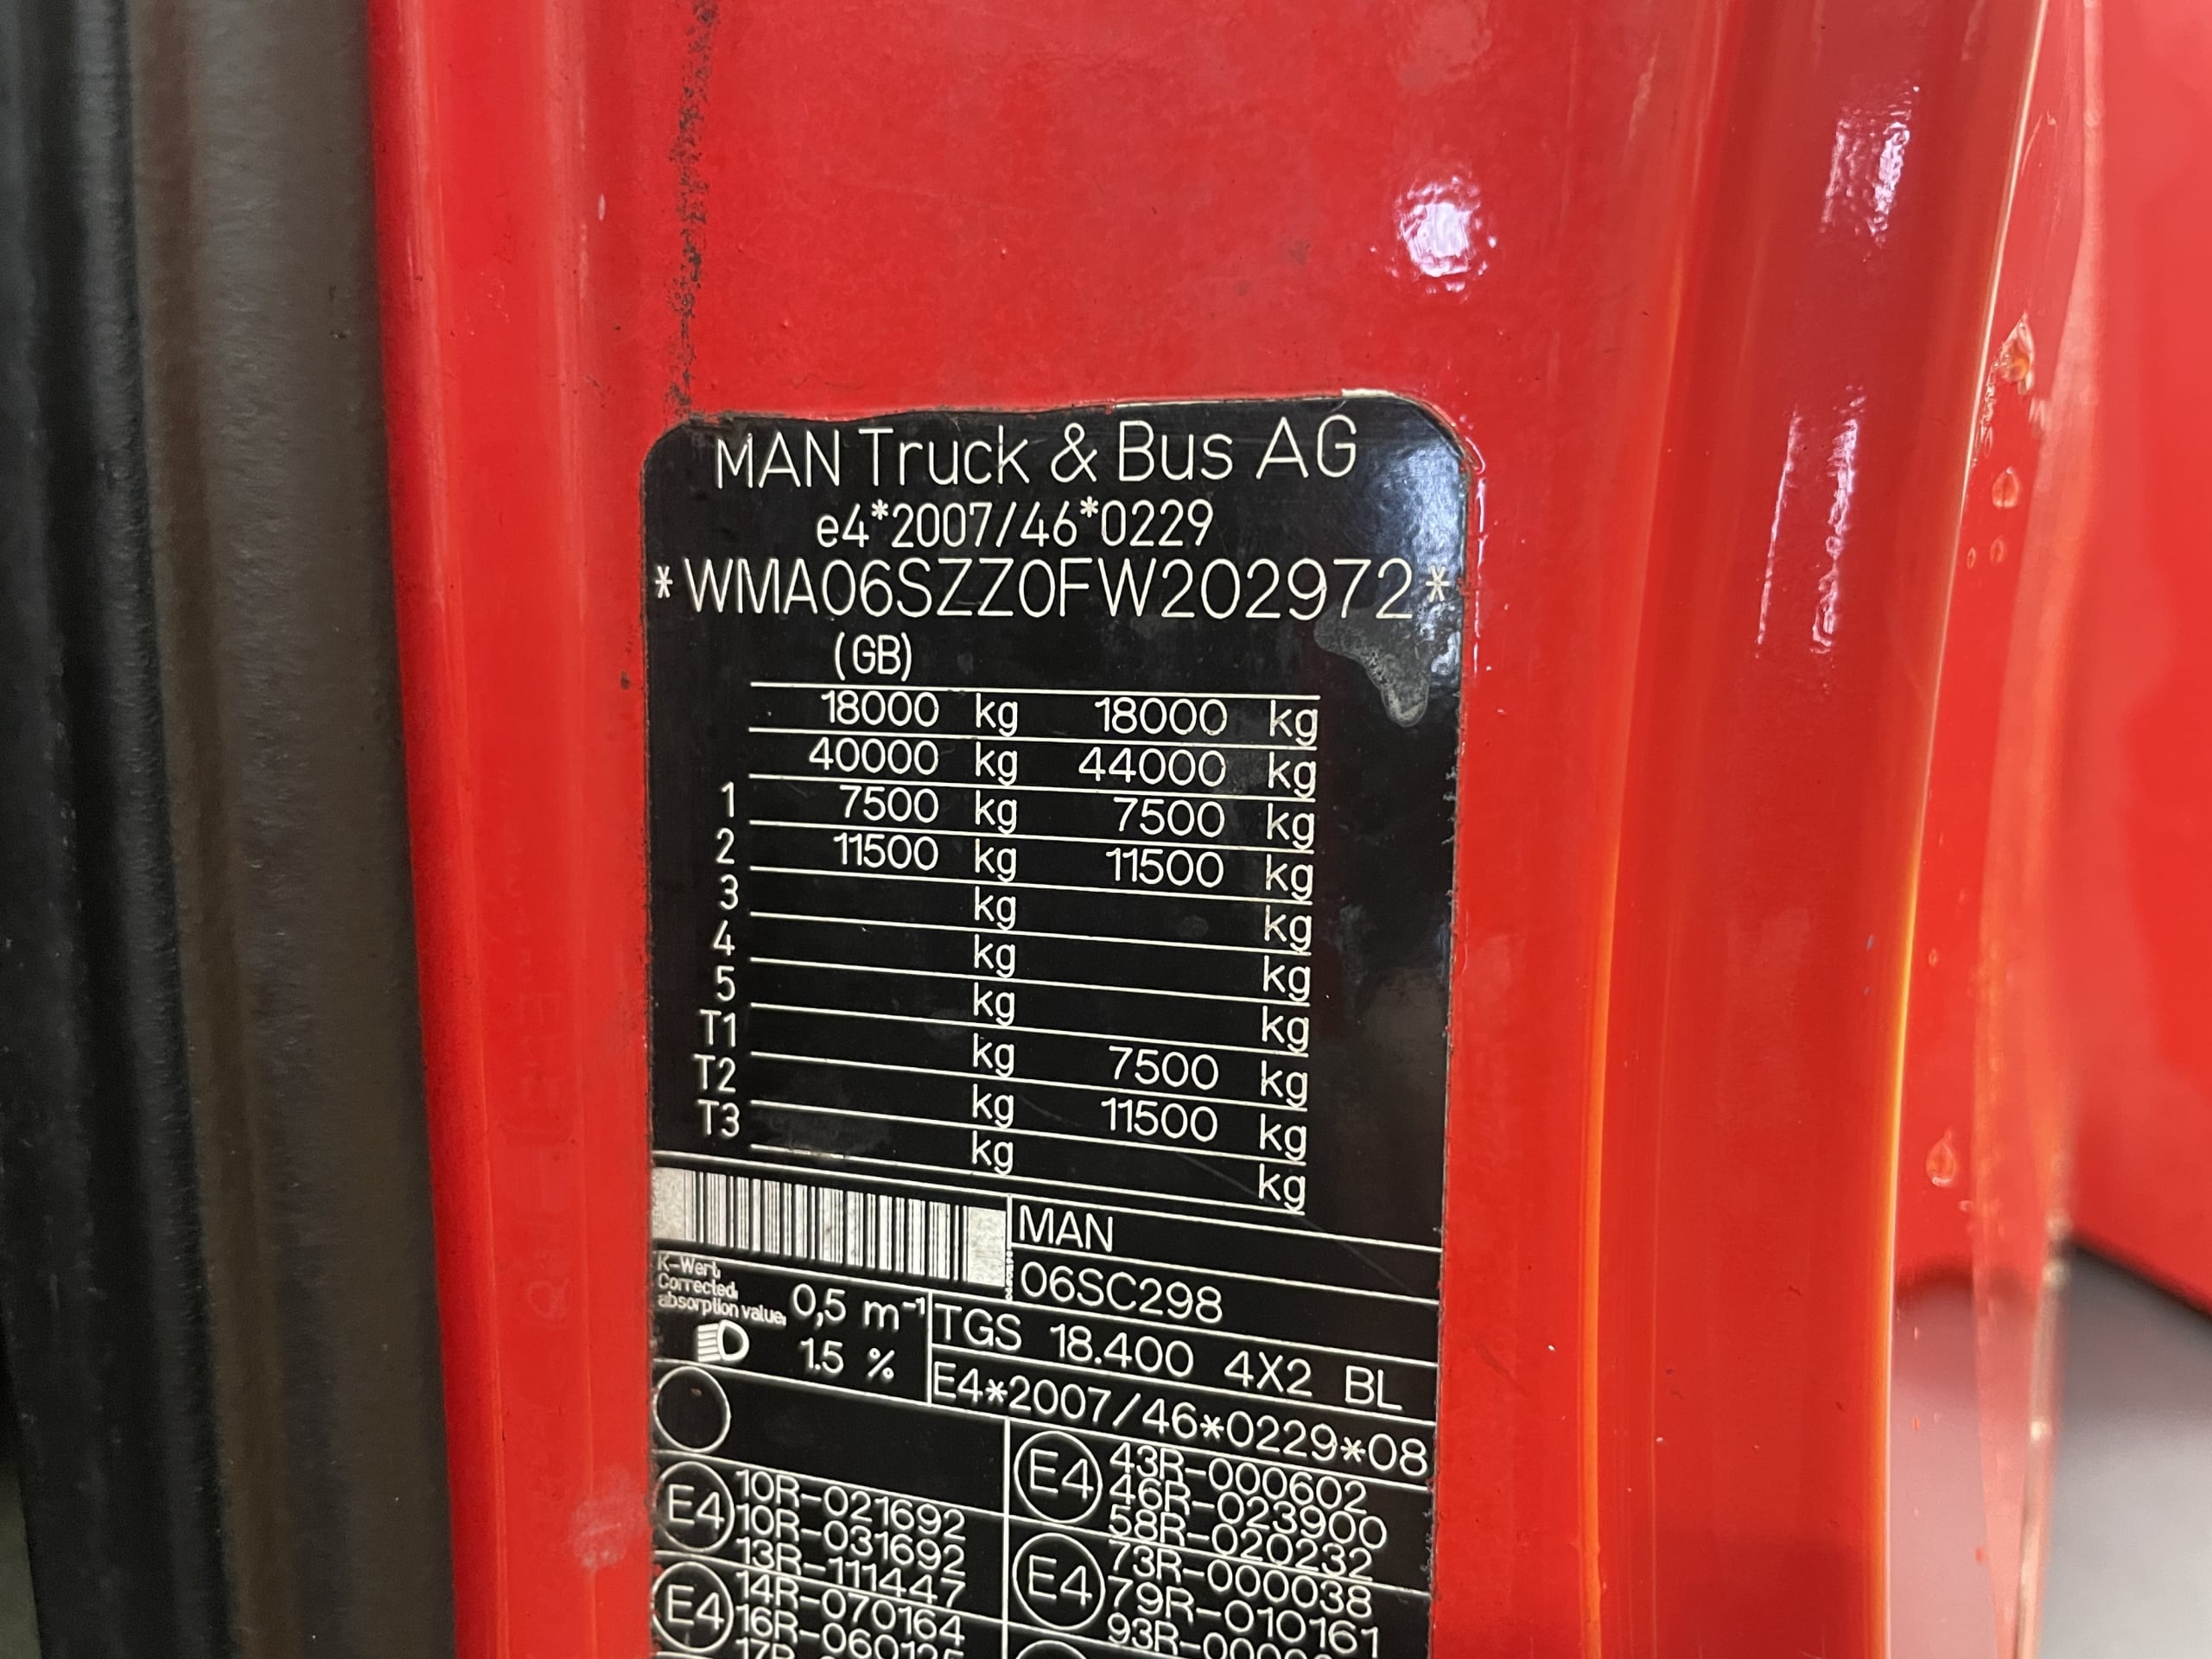 MAN Truck & Bus AG
e4*2007/46*0229
*WMA06SZZ0FW202972*
(GB)
18000 kg 18000 kg
40000 kg 44000 kg
1 7500 kg 7500 kg
2 11500 kg 11500 kg
3 kg kg
4 kg kg
5 kg kg
T1 kg 7500 kg
T2 kg 11500 kg
T3 kg kg
MAN
06SC298
K-Wert,
Corrected,
absorption value,
0,5 m⁻¹
1.5 %
TGS 18.400 4X2 BL
E4*2007/46*0229*08
E4
10R-021692
10R-031692
13R-111447
E4
14R-070164
16R-060125
17R
E4
43R-000602
46R-023900
58R-020232
E4
73R-000038
79R-010161